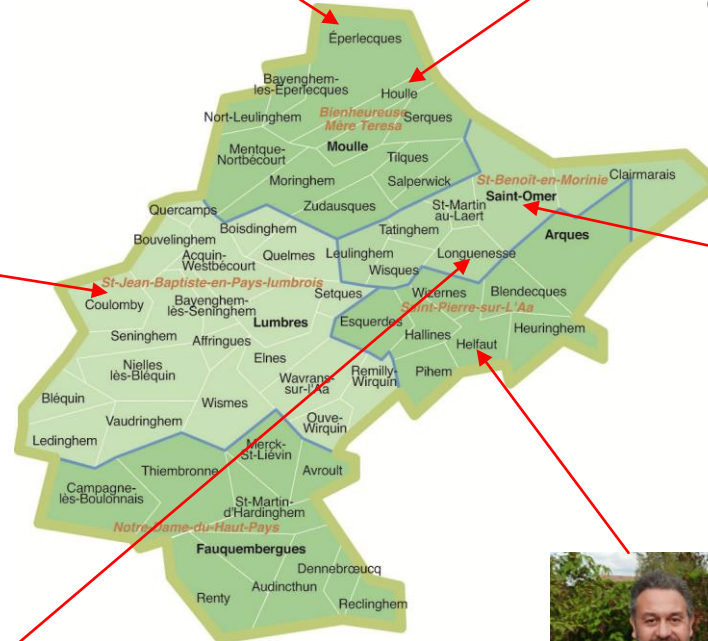 Éperlecques
Bayenghem-
les-Éperlecques
Houlle
Nort-Leulinghem
Bienheureuse
Mère Teresa
Serques
Moulle
Mentque-
Nortbécourt
Tilques
Moringhem
Salperwick
Zudausques
St-Benoît-en-Morinie
Clairmarais
Saint-Omer
St-Martin
au-Laert
Arques
Tatinghem
Leulinghem
Longuenesse
Wisques
Quercamps
Boisdinghem
Bouvelinghem
Acquin-
Westbécourt
Quelmes
St-Jean-Baptiste-en-Pays-lumbrois
Setques
Coulomby
Bayenghem-
lès-Seninghem
Lumbres
Seninghem
Affringues
Wizernes
Blendecques
Saint-Pierre-sur-L'Aa
Esquerdes
Heuringhem
Hallines
Helfaut
Pihem
Elnes
Nielles
lès-Bléquin
Wavrans-
sur-l'Aa
Remilly-
Wirquin
Bléquin
Wismes
Vaudringhem
Ouve-
Wirquin
Ledinghem
Merck-
St-Liévin
Thiembronne
Avroult
Campagne-
lès-Boulonnais
St-Martin-
d'Hardinghem
Notre-Dame-du-Haut-Pays
Fauquembergues
Dennebrœucq
Audincthun
Renty
Reclinghem